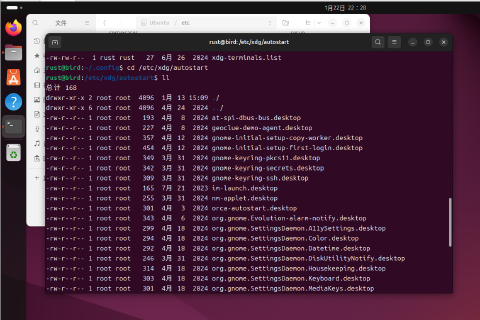 1月22日 22:28
文件
Ubuntu / etc
rust@bird:/etc/xdg/autostart
-rw-r--r-- 1 rust rust 27 6月 26 2024 xdg-terminals.list
rust@bird:~/.config$ cd /etc/xdg/autostart
rust@bird:/etc/xdg/autostart$ ll
总计 168
drwxr-xr-x 2 root root 4096 1月 13 15:09 ./
drwxr-xr-x 6 root root 4096 4月 24 2024 ../
-rw-r--r-- 1 root root 193 4月 8 2024 at-spi-dbus-bus.desktop
-rw-r--r-- 1 root root 227 4月 8 2024 geoclue-demo-agent.desktop
-rw-r--r-- 1 root root 357 4月 12 2024 gnome-initial-setup-copy-worker.desktop
-rw-r--r-- 1 root root 454 4月 12 2024 gnome-initial-setup-first-login.desktop
-rw-r--r-- 1 root root 349 3月 31 2024 gnome-keyring-pkcs11.desktop
-rw-r--r-- 1 root root 342 3月 31 2024 gnome-keyring-secrets.desktop
-rw-r--r-- 1 root root 309 3月 31 2024 gnome-keyring-ssh.desktop
-rw-r--r-- 1 root root 165 7月 21 2023 im-launch.desktop
-rw-r--r-- 1 root root 255 3月 31 2024 nm-applet.desktop
-rw-r--r-- 1 root root 301 4月 3 2024 orca-autostart.desktop
-rw-r--r-- 1 root root 343 4月 6 2024 org.gnome.Evolution-alarm-notify.desktop
-rw-r--r-- 1 root root 299 4月 18 2024 org.gnome.SettingsDaemon.A11ySettings.desktop
-rw-r--r-- 1 root root 294 4月 18 2024 org.gnome.SettingsDaemon.Color.desktop
-rw-r--r-- 1 root root 292 4月 18 2024 org.gnome.SettingsDaemon.Datetime.desktop
-rw-r--r-- 1 root root 246 3月 31 2024 org.gnome.SettingsDaemon.DiskUtilityNotify.desktop
-rw-r--r-- 1 root root 314 4月 18 2024 org.gnome.SettingsDaemon.Housekeeping.desktop
-rw-r--r-- 1 root root 303 4月 18 2024 org.gnome.SettingsDaemon.Keyboard.desktop
-rw-r--r-- 1 root root 301 4月 18 2024 org.gnome.SettingsDaemon.MediaKeys.desktop